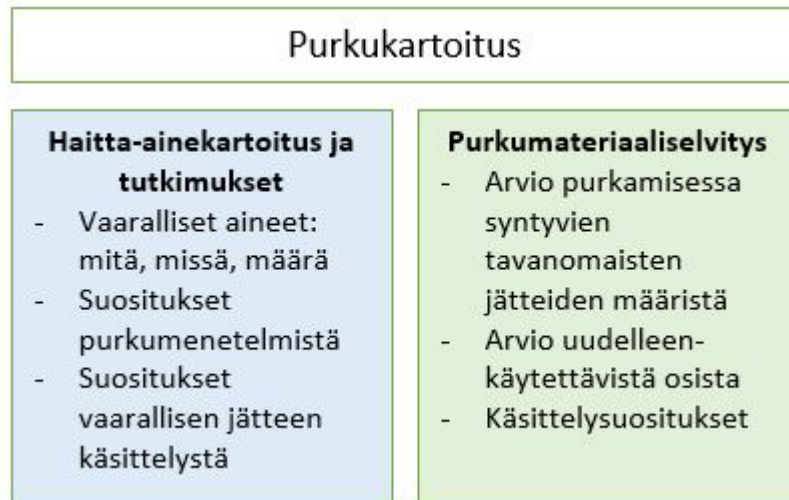 Purkukartoitus
Haitta-ainekartoitus ja
tutkimukset
- Vaaralliset aineet:
mitä, missä, määrä
- Suositukset
purkumenetelmistä
- Suositukset
vaarallisen jätteen
käsittelystä
Purkumateriaaliselvitys
- Arvio purkamisessa
syntyvien
tavanomaisten
jätteiden määristä
- Arvio uudelleen-
käytettävistä osista
- Käsittelysuositukset